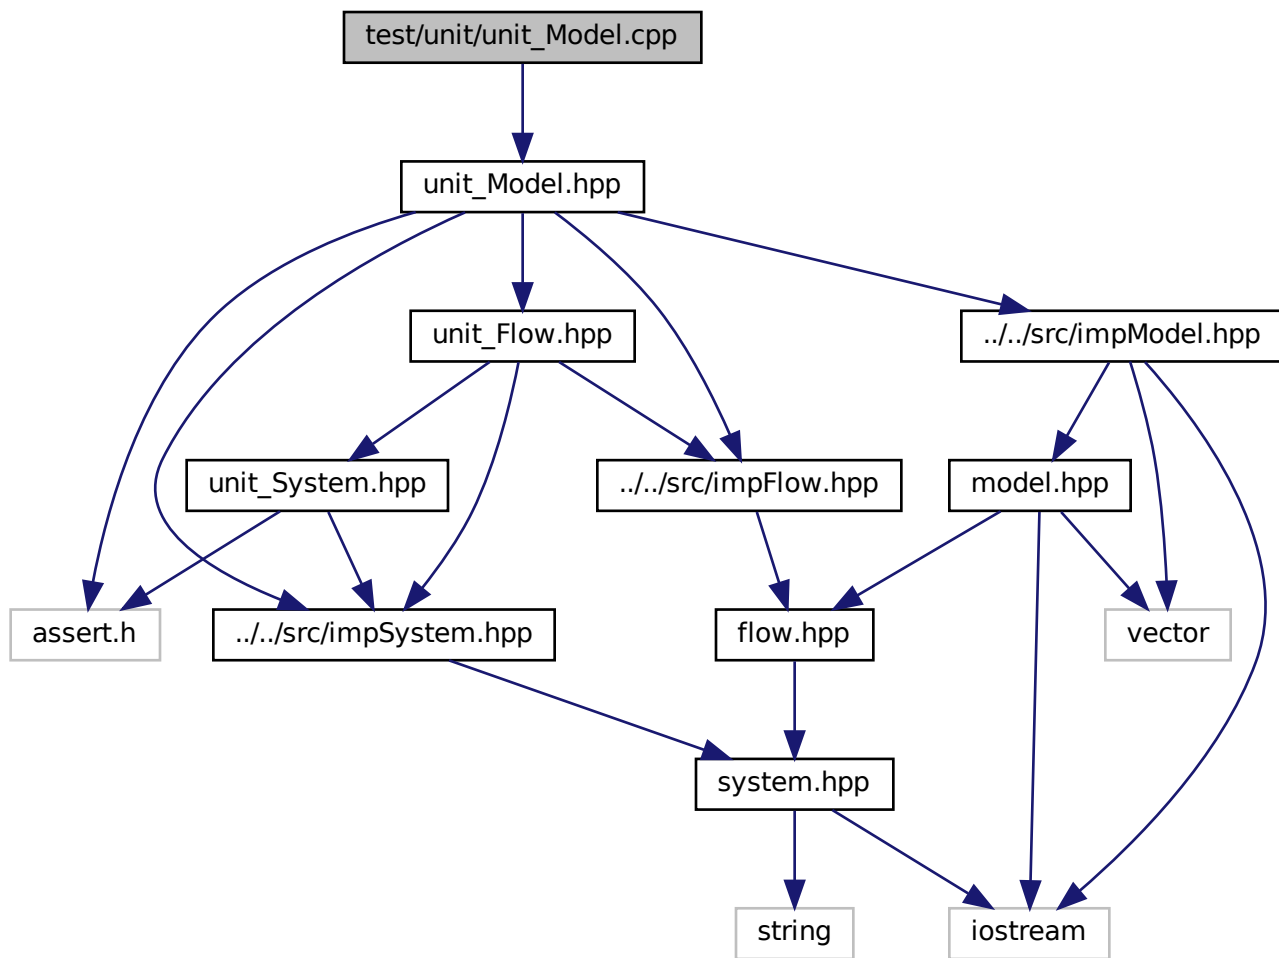 test/unit/unit_Model.cpp
unit_Model.hpp
unit_Flow.hpp
../../src/impModel.hpp
unit_System.hpp
../../src/impFlow.hpp
model.hpp
assert.h
../../src/impSystem.hpp
flow.hpp
vector
system.hpp
string
iostream